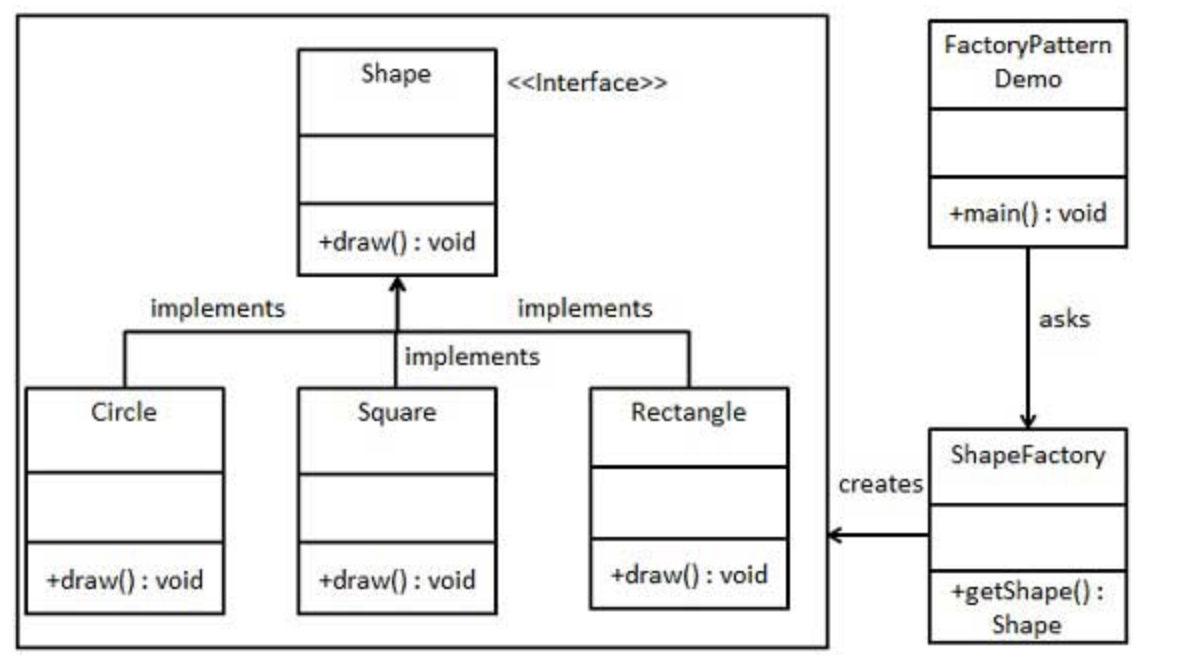 Shape
<<Interface>>
+draw() : void
implements
implements
implements
Circle
+draw() : void
Square
+draw() : void
Rectangle
+draw() : void
FactoryPattern
Demo
+main() : void
asks
creates
ShapeFactory
+getShape() :
Shape